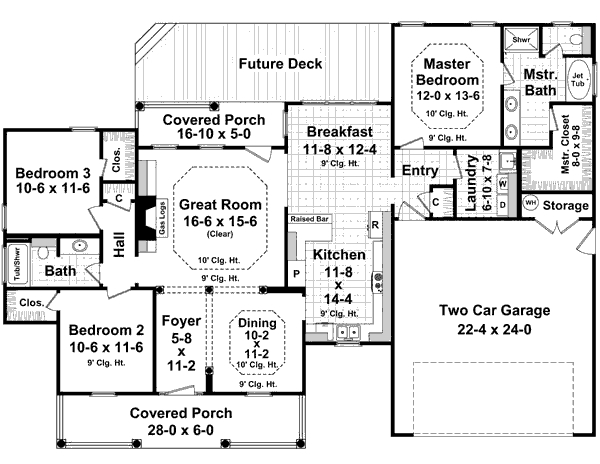 Future Deck
Covered Porch
16-10 x 5-0
Master
Bedroom
12-0 x 13-6
10' Clg. Ht.
9' Clg. Ht.
Shwr
Mstr.
Bath
Jet
Tub
Mstr. Closet
8-0 x 9-8
Breakfast
11-8 x 12-4
9' Clg. Ht.
Entry
C
Laundry
6-10 x 7-8
W
D
WH
Storage
Clos.
Bedroom 3
10-6 x 11-6
C
Hall
Gas Logs
Great Room
16-6 x 15-6
(Clear)
10' Clg. Ht.
9' Clg. Ht.
Raised Bar
R
P
Kitchen
11-8
x
14-4
9' Clg. Ht.
Tub/Shwr
Bath
Clos.
Bedroom 2
10-6 x 11-6
9' Clg. Ht.
Foyer
5-8
x
11-2
Dining
10-2
x
11-2
10' Clg. Ht.
9' Clg. Ht.
Two Car Garage
22-4 x 24-0
Covered Porch
28-0 x 6-0